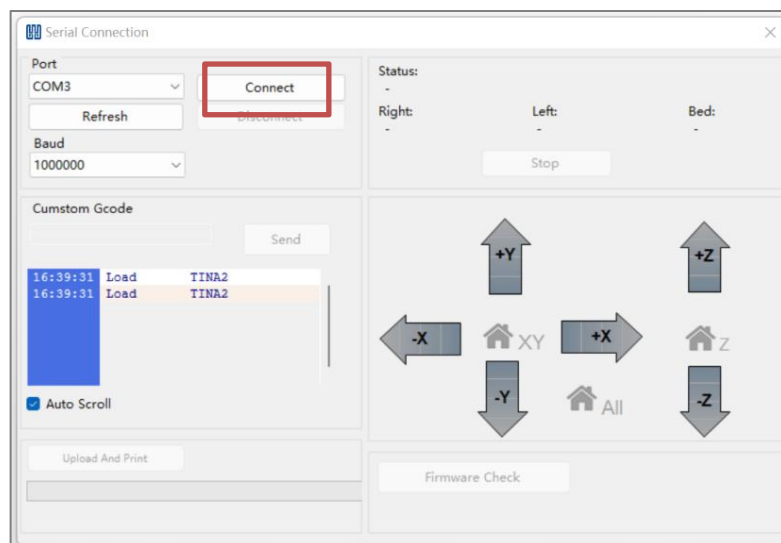 Serial Connection
Port
COM3
Connect
Refresh
Disconnect
Baud
1000000
Status:
-
Right:
Left:
Bed:
-
-
-
Stop
Cumstom Gcode
Send
16:39:31 Load TINA2
16:39:31 Load TINA2
Auto Scroll
Upload And Print
+Y
+Z
-X
XY
+X
Z
-Y
All
-Z
Firmware Check